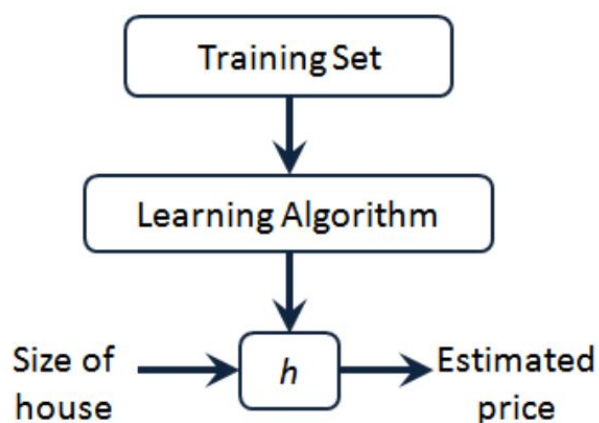 Training Set
Learning Algorithm
Size of
house
h
Estimated
price